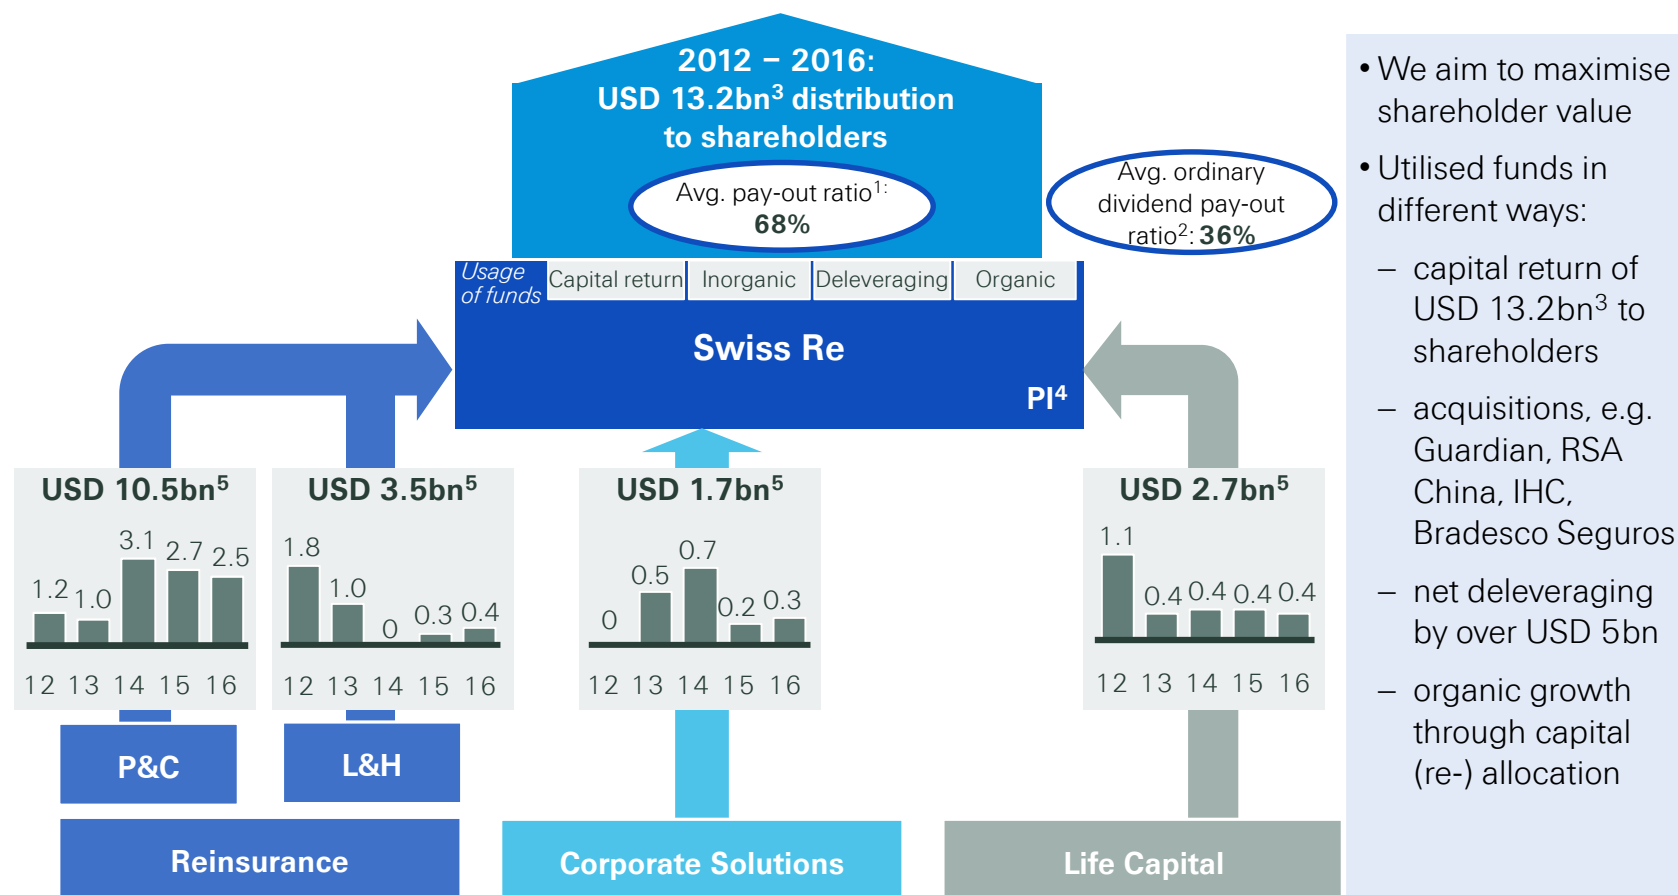 2012 – 2016:
USD 13.2bn³ distribution
to shareholders
Avg. pay-out ratio¹:
68%
Avg. ordinary
dividend pay-out
ratio²: 36%
Usage
of funds
Capital return
Inorganic
Deleveraging
Organic
Swiss Re
PI⁴
USD 10.5bn⁵
1.2 1.0 3.1 2.7 2.5
12 13 14 15 16
USD 3.5bn⁵
1.8 1.0 0 0.3 0.4
12 13 14 15 16
USD 1.7bn⁵
0 0.5 0.7 0.2 0.3
12 13 14 15 16
USD 2.7bn⁵
1.1 0.4 0.4 0.4 0.4
12 13 14 15 16
P&C
L&H
Reinsurance
Corporate Solutions
Life Capital
• We aim to maximise
shareholder value
• Utilised funds in
different ways:
– capital return of
USD 13.2bn³ to
shareholders
– acquisitions, e.g.
Guardian, RSA
China, IHC,
Bradesco Seguros
– net deleveraging
by over USD 5bn
– organic growth
through capital
(re-) allocation